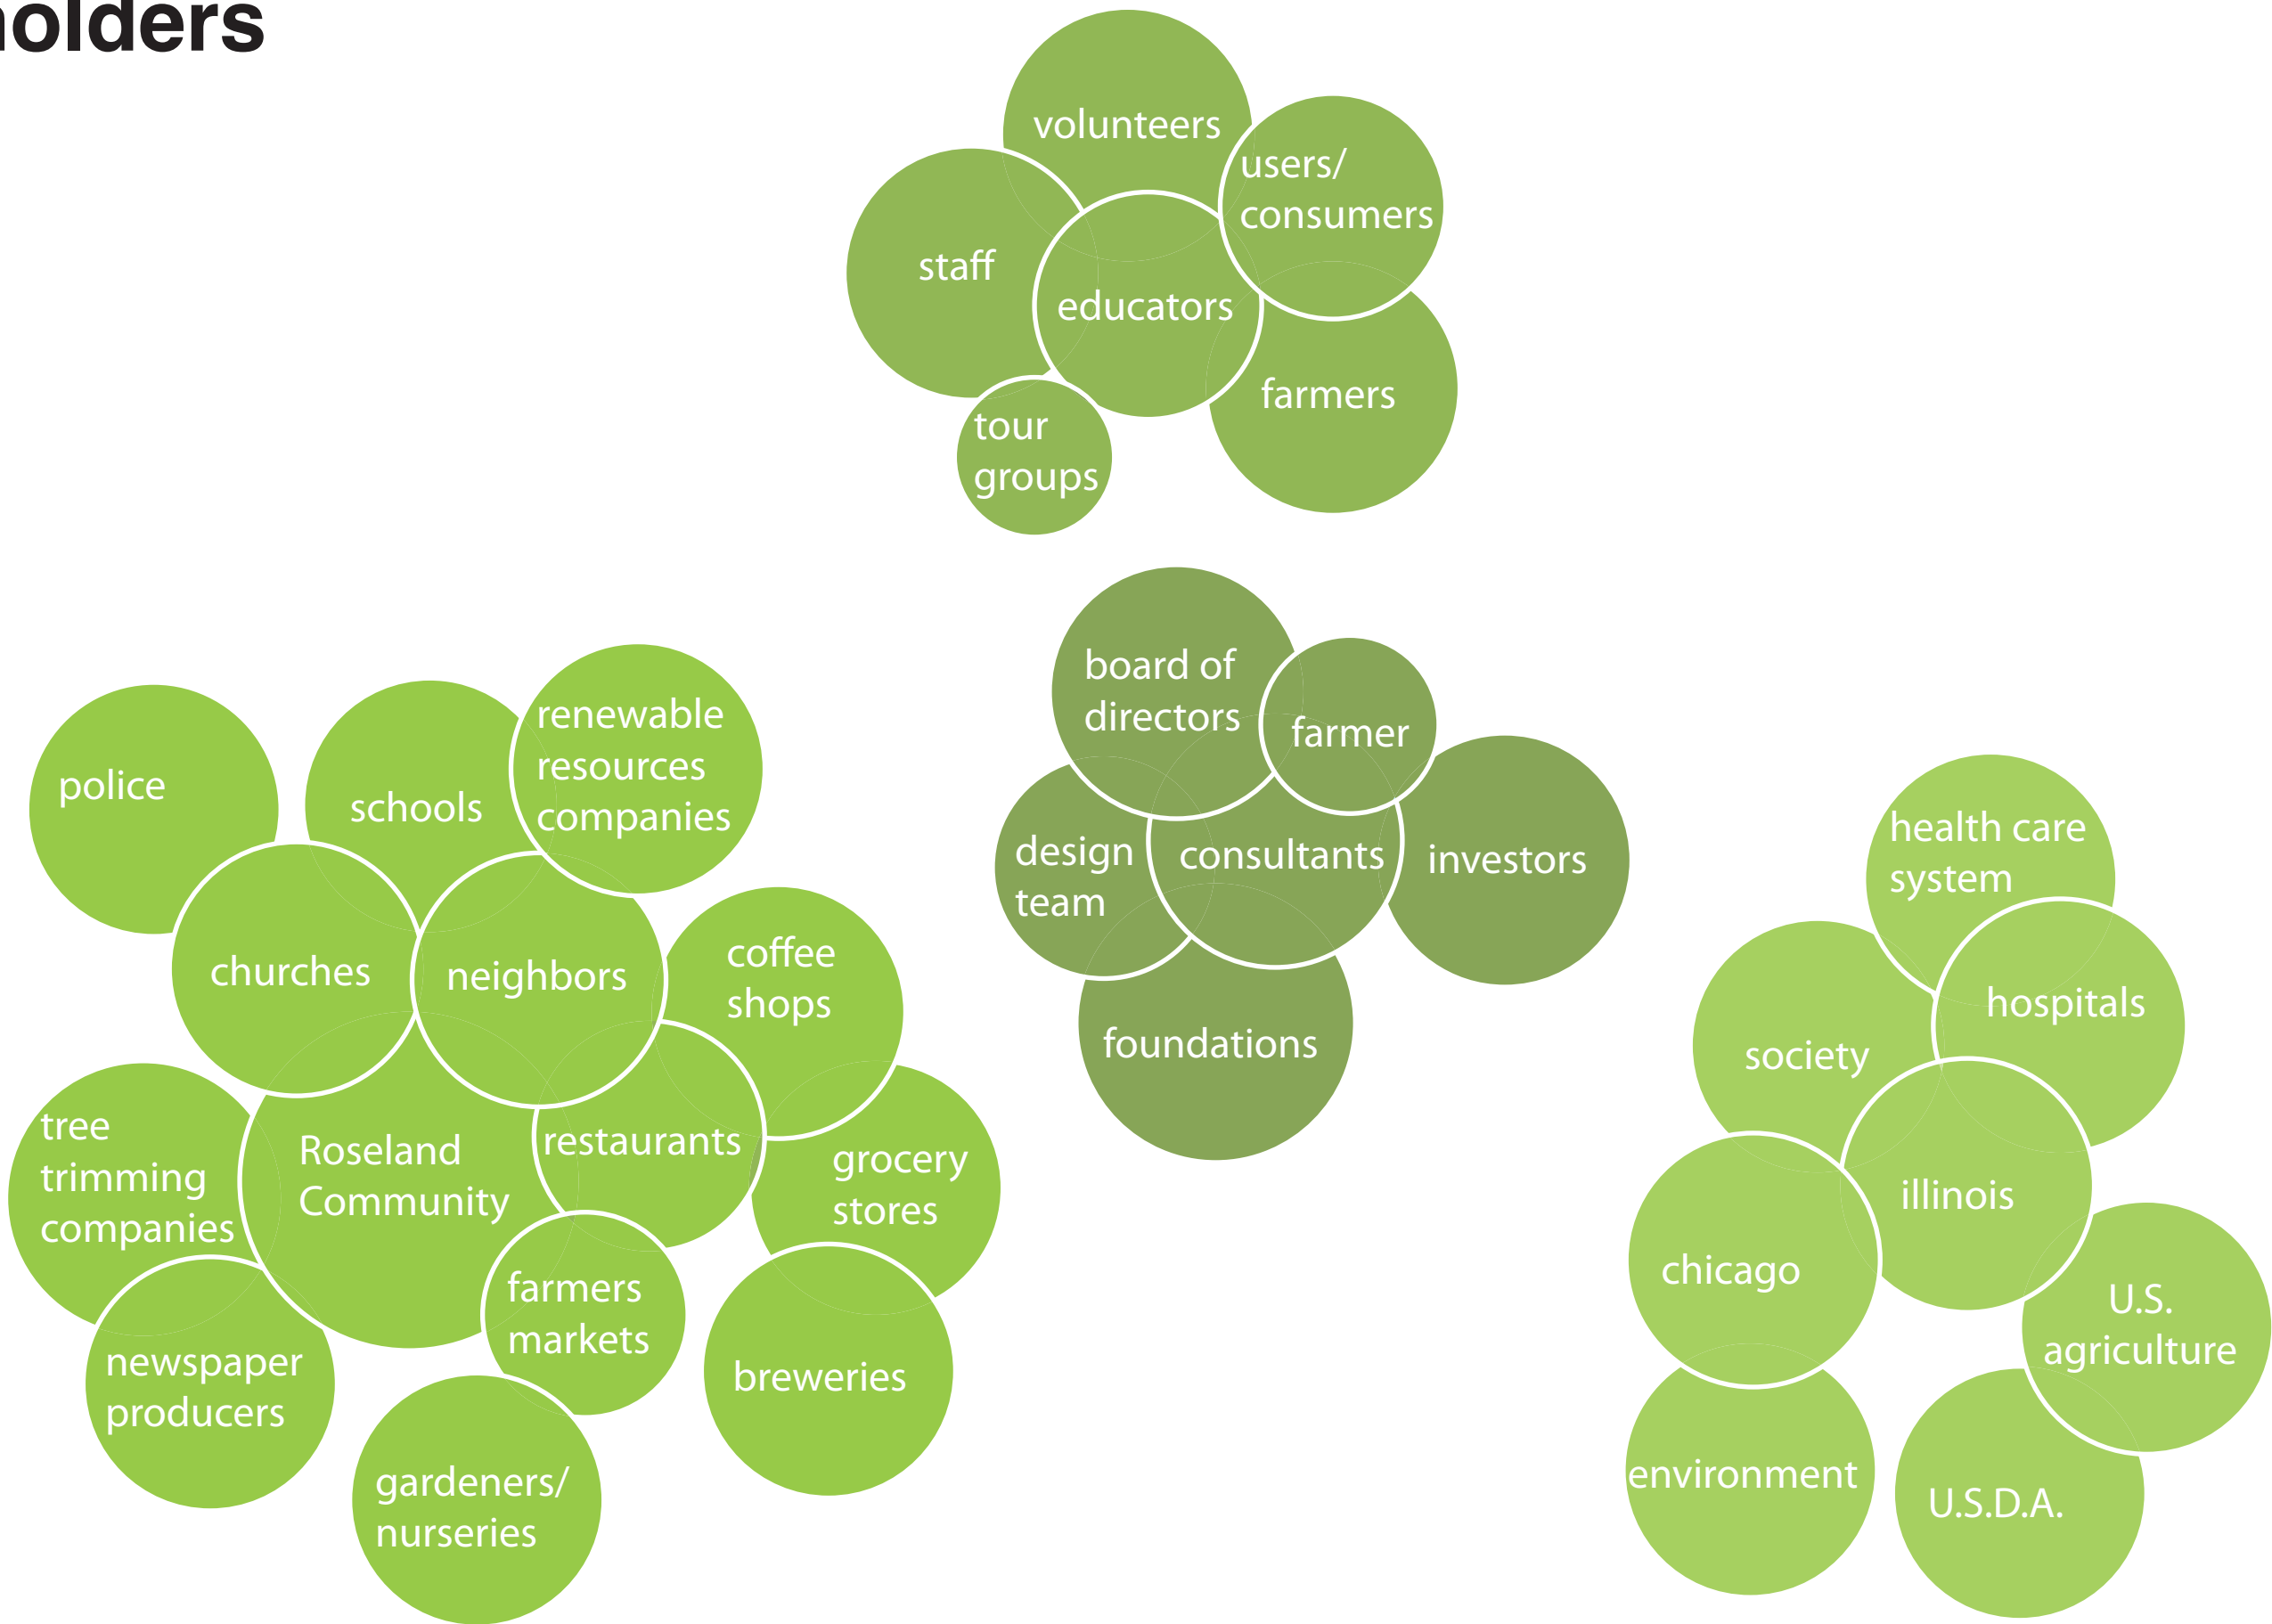 holders
volunteers
users/
consumers
staff
educators
farmers
tour
groups
board of
directors
farmer
design
team
consultants
investors
foundations
police
schools
renewable
resources
companies
churches
neighbors
coffee
shops
tree
trimming
companies
Roseland
Community
restaurants
grocery
stores
newspaper
producers
farmers
markets
breweries
gardeners/
nurseries
health care
system
hospitals
society
illinois
chicago
U.S.
agriculture
environment
U.S.D.A.